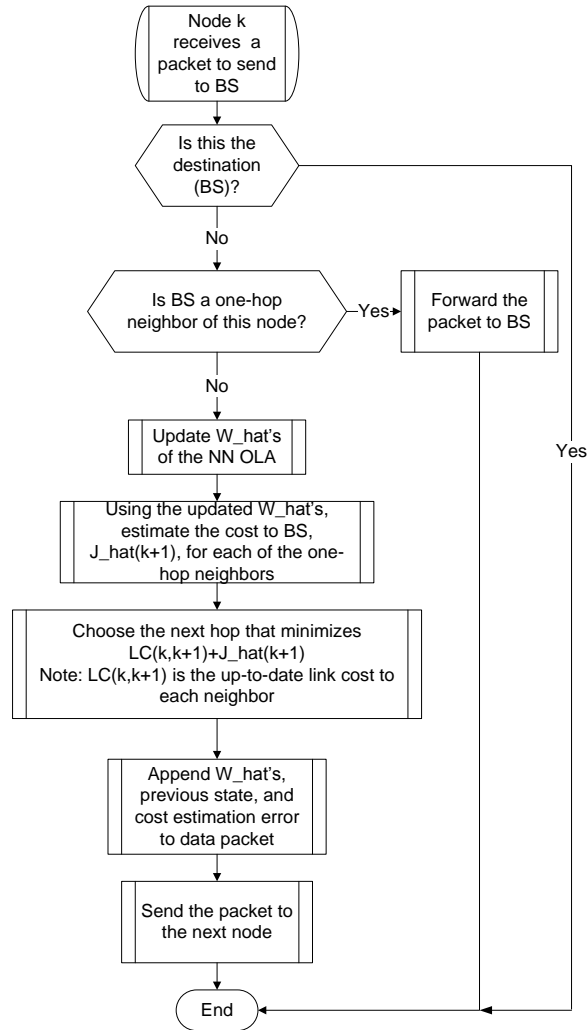 Node k
receives a
packet to send
to BS
Is this the
destination
(BS)?
No
Is BS a one-hop
neighbor of this node?
Yes
Forward the
packet to BS
No
Update W_hat's
of the NN OLA
Yes
Using the updated W_hat's,
estimate the cost to BS,
J_hat(k+1), for each of the one-
hop neighbors
Choose the next hop that minimizes
LC(k,k+1)+J_hat(k+1)
Note: LC(k,k+1) is the up-to-date link cost to
each neighbor
Append W_hat's,
previous state, and
cost estimation error
to data packet
Send the packet to
the next node
End